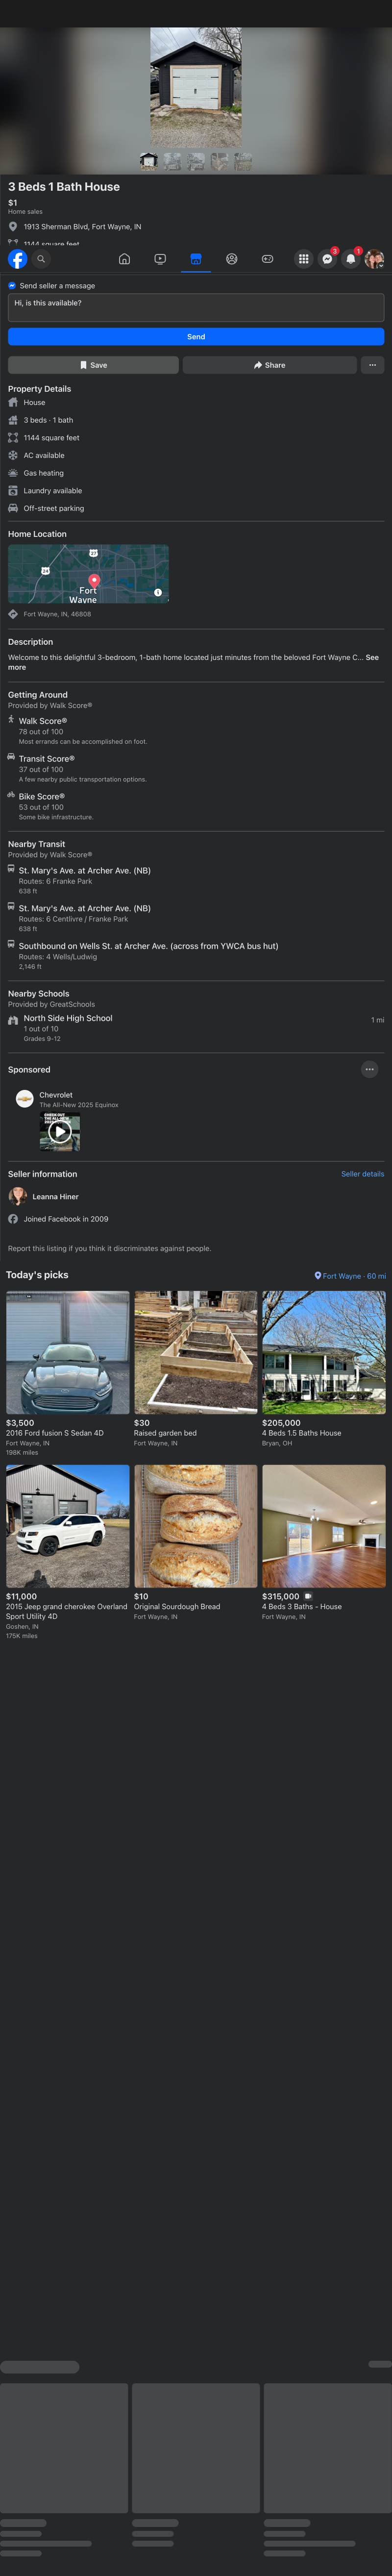 3 Beds 1 Bath House
$1
Home sales
1913 Sherman Blvd, Fort Wayne, IN
1144 square feet
3
1
Send seller a message
Hi, is this available?
Send
Save
Share
Property Details
House
3 beds · 1 bath
1144 square feet
AC available
Gas heating
Laundry available
Off-street parking
Home Location
27
24
Fort
Wayne
Fort Wayne, IN, 46808
Description
Welcome to this delightful 3-bedroom, 1-bath home located just minutes from the beloved Fort Wayne C... See
more
Getting Around
Provided by Walk Score®
Walk Score®
78 out of 100
Most errands can be accomplished on foot.
Transit Score®
37 out of 100
A few nearby public transportation options.
Bike Score®
53 out of 100
Some bike infrastructure.
Nearby Transit
Provided by Walk Score®
St. Mary's Ave. at Archer Ave. (NB)
Routes: 6 Franke Park
638 ft
St. Mary's Ave. at Archer Ave. (NB)
Routes: 6 Centlivre / Franke Park
638 ft
Southbound on Wells St. at Archer Ave. (across from YWCA bus hut)
Routes: 4 Wells/Ludwig
2,146 ft
Nearby Schools
Provided by GreatSchools
North Side High School
1 mi
1 out of 10
Grades 9-12
Sponsored
Chevrolet
The All-New 2025 Equinox
CHECK OUT
THE ALL-NEW
Seller information
Seller details
Leanna Hiner
Joined Facebook in 2009
Report this listing if you think it discriminates against people.
Today's picks
Fort Wayne · 60 mi
$3,500
2016 Ford fusion S Sedan 4D
Fort Wayne, IN
198K miles
$30
Raised garden bed
Fort Wayne, IN
$205,000
4 Beds 1.5 Baths House
Bryan, OH
$11,000
2015 Jeep grand cherokee Overland
Sport Utility 4D
Goshen, IN
175K miles
$10
Original Sourdough Bread
Fort Wayne, IN
$315,000
4 Beds 3 Baths - House
Fort Wayne, IN